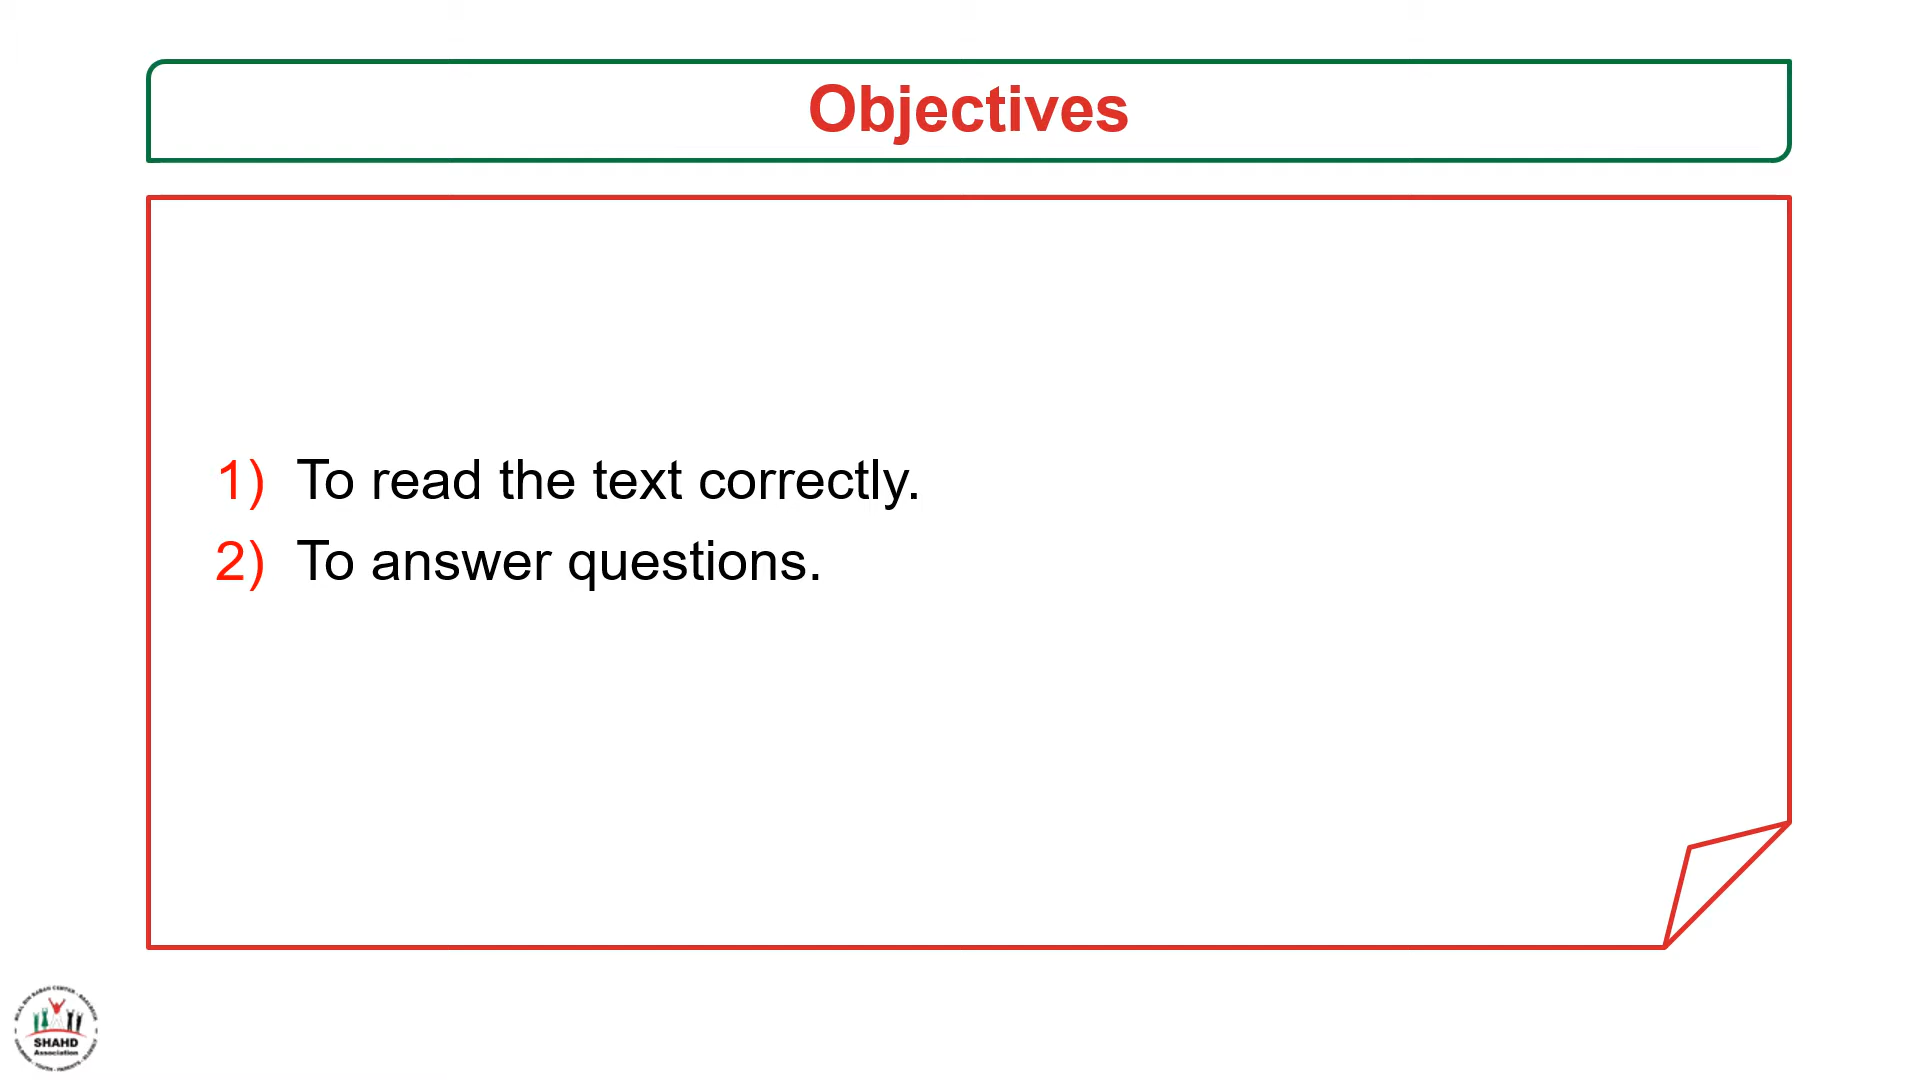 Objectives
1) To read the text correctly.
2) To answer questions.
SHAHD
Association